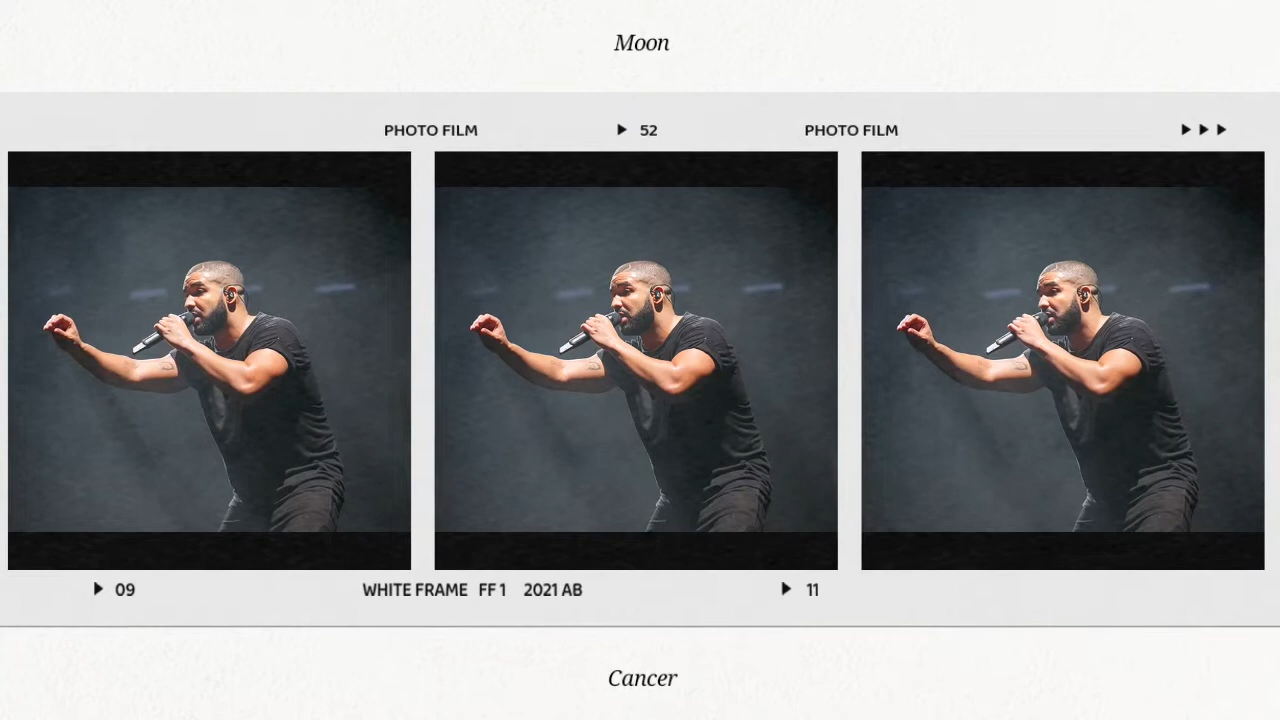 Moon
PHOTO FILM 52 PHOTO FILM
09 WHITE FRAME FF 1 2021 AB 11
Cancer